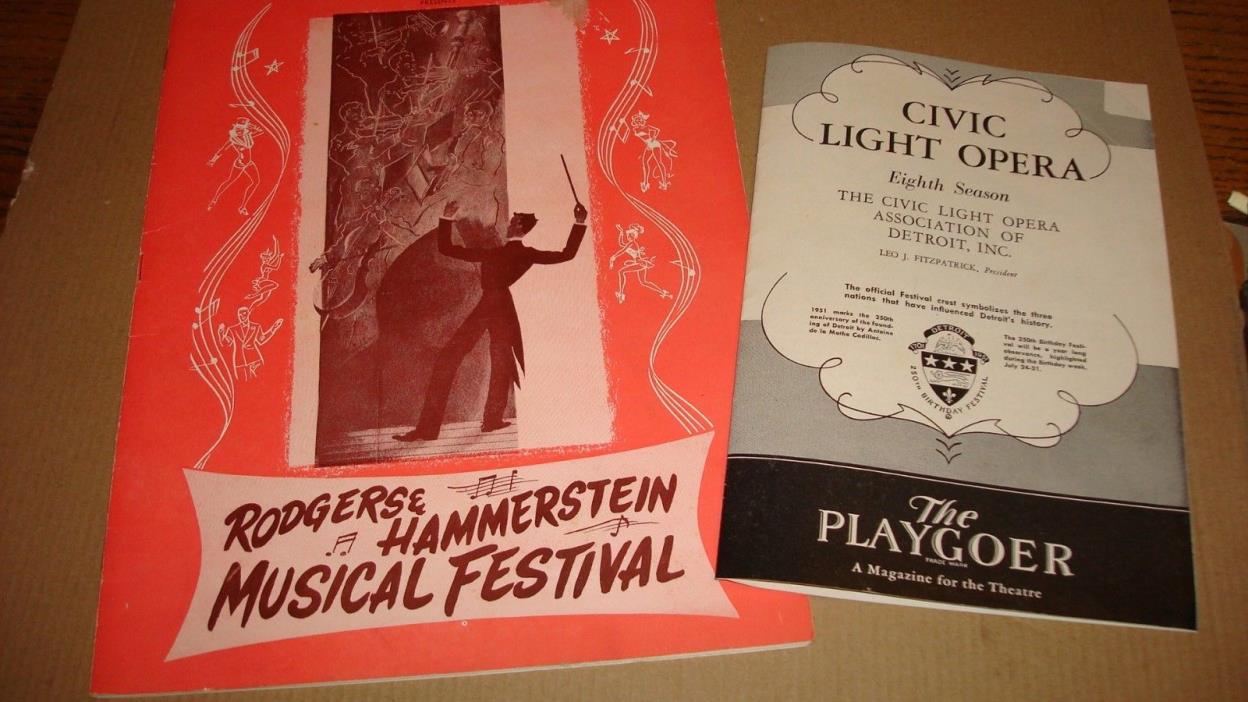 PRESENTS
RODGERS &
HAMMERSTEIN
MUSICAL FESTIVAL
CIVIC
LIGHT OPERA
Eighth Season
THE CIVIC LIGHT OPERA
ASSOCIATION OF
DETROIT, INC.
LEO J. FITZPATRICK, President
The official Festival crest symbolizes the three
nations that have influenced Detroit's history.
1951 marks the 250th
anniversary of the found-
ing of Detroit by Antoine
de la Mothe Cadillac.
DETROIT
1701 1951
250TH BIRTHDAY FESTIVAL
The 250th Birthday Festi-
val will be a year long
observance, highlighted
during the Birthday week,
July 24-31.
The
PLAYGOER
TRADE MARK
A Magazine for the Theatre